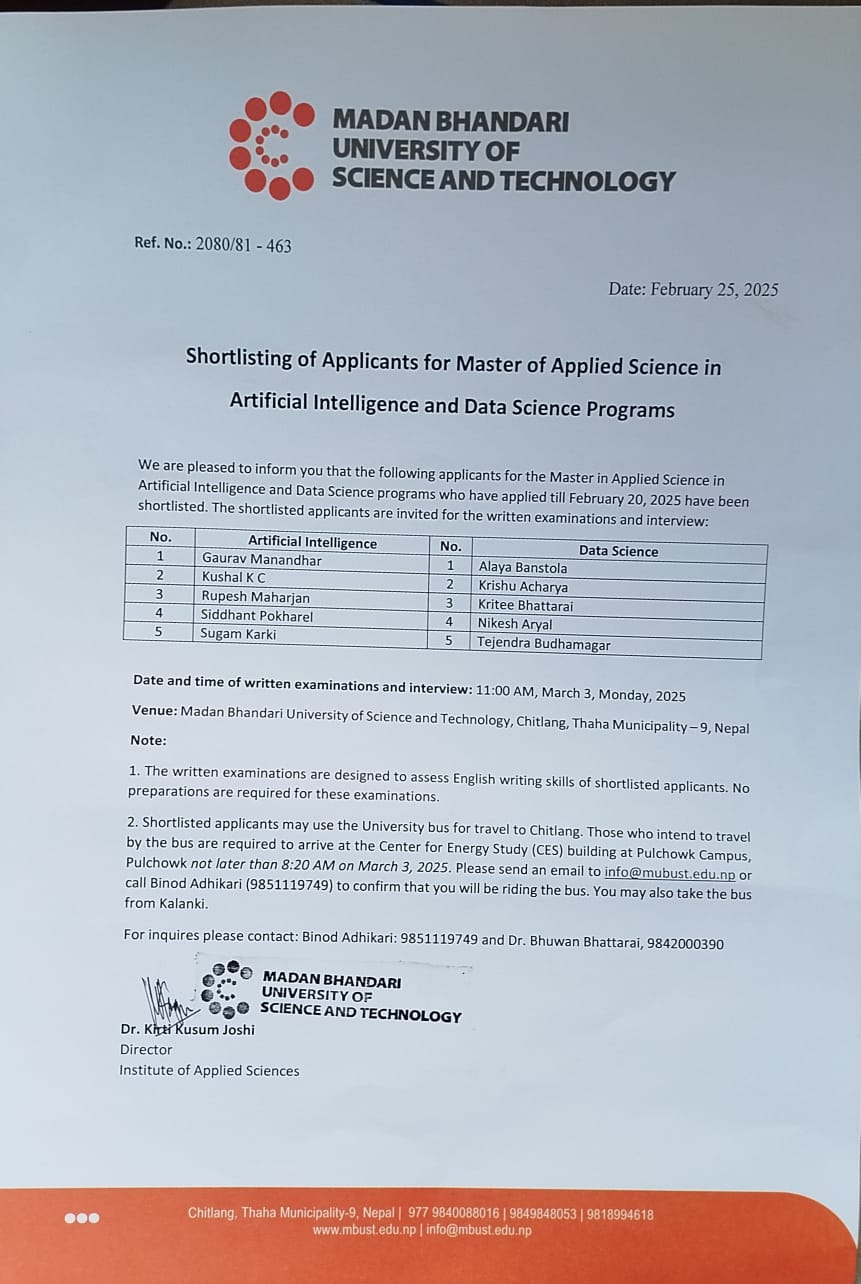 MADAN BHANDARI
UNIVERSITY OF
SCIENCE AND TECHNOLOGY
Ref. No.: 2080/81 - 463
Date: February 25, 2025
Shortlisting of Applicants for Master of Applied Science in
Artificial Intelligence and Data Science Programs
We are pleased to inform you that the following applicants for the Master in Applied Science in
Artificial Intelligence and Data Science programs who have applied till February 20, 2025 have been
shortlisted. The shortlisted applicants are invited for the written examinations and interview:
No. Artificial Intelligence No. Data Science
1 Gaurav Manandhar 1 Alaya Banstola
2 Kushal K C 2 Krishu Acharya
3 Rupesh Maharjan 3 Kritee Bhattarai
4 Siddhant Pokharel 4 Nikesh Aryal
5 Sugam Karki 5 Tejendra Budhamagar
Date and time of written examinations and interview: 11:00 AM, March 3, Monday, 2025
Venue: Madan Bhandari University of Science and Technology, Chitlang, Thaha Municipality – 9, Nepal
Note:
1. The written examinations are designed to assess English writing skills of shortlisted applicants. No
preparations are required for these examinations.
2. Shortlisted applicants may use the University bus for travel to Chitlang. Those who intend to travel
by the bus are required to arrive at the Center for Energy Study (CES) building at Pulchowk Campus,
Pulchowk not later than 8:20 AM on March 3, 2025. Please send an email to info@mubust.edu.np or
call Binod Adhikari (9851119749) to confirm that you will be riding the bus. You may also take the bus
from Kalanki.
For inquires please contact: Binod Adhikari: 9851119749 and Dr. Bhuwan Bhattarai, 9842000390
MADAN BHANDARI
UNIVERSITY OF
SCIENCE AND TECHNOLOGY
Dr. Kirti Kusum Joshi
Director
Institute of Applied Sciences
Chitlang, Thaha Municipality-9, Nepal | 977 9840088016 | 9849848053 | 9818994618
www.mbust.edu.np | info@mbust.edu.np